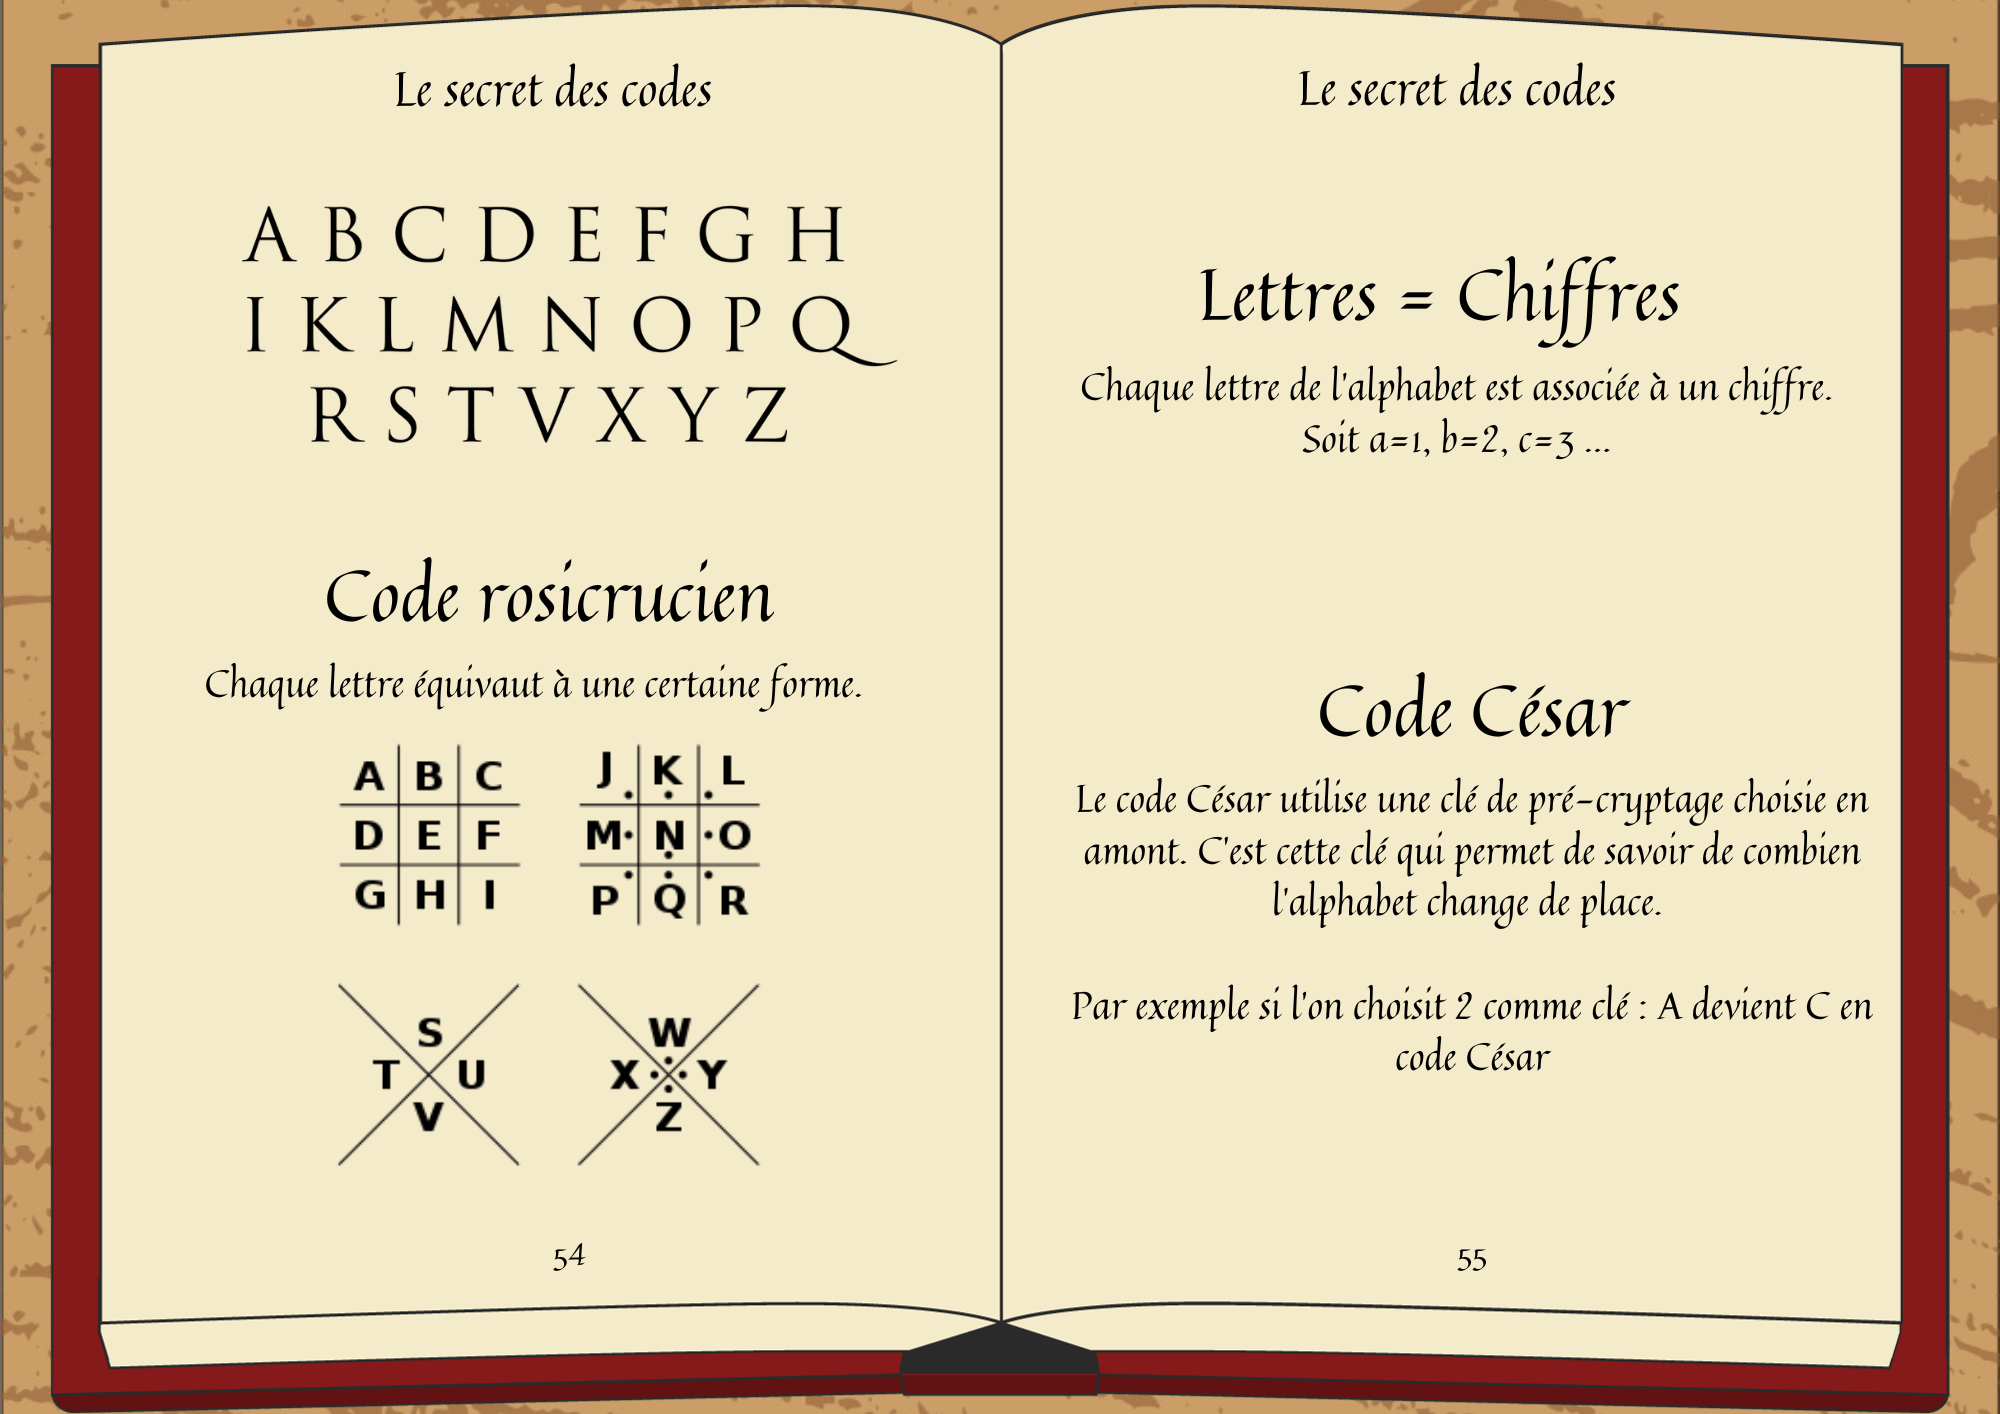 Le secret des codes
A B C D E F G H
I K L M N O P Q
R S T V X Y Z
Code rosicrucien
Chaque lettre équivaut à une certaine forme.
A B C
D E F
G H I
J K L
M N O
P Q R
S
T U
V
W
X Y
Z
54
Le secret des codes
Lettres = Chiffres
Chaque lettre de l'alphabet est associée à un chiffre.
Soit a=1, b=2, c=3 ...
Code César
Le code César utilise une clé de pré-cryptage choisie en
amont. C'est cette clé qui permet de savoir de combien
l'alphabet change de place.
Par exemple si l'on choisit 2 comme clé : A devient C en
code César
55